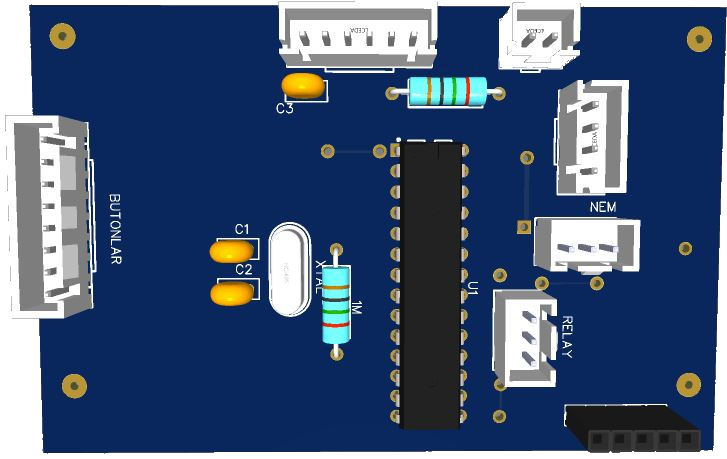 C3
BUTONLAR
C1
C2
XTAL
1M
U1
NEM
RELAY